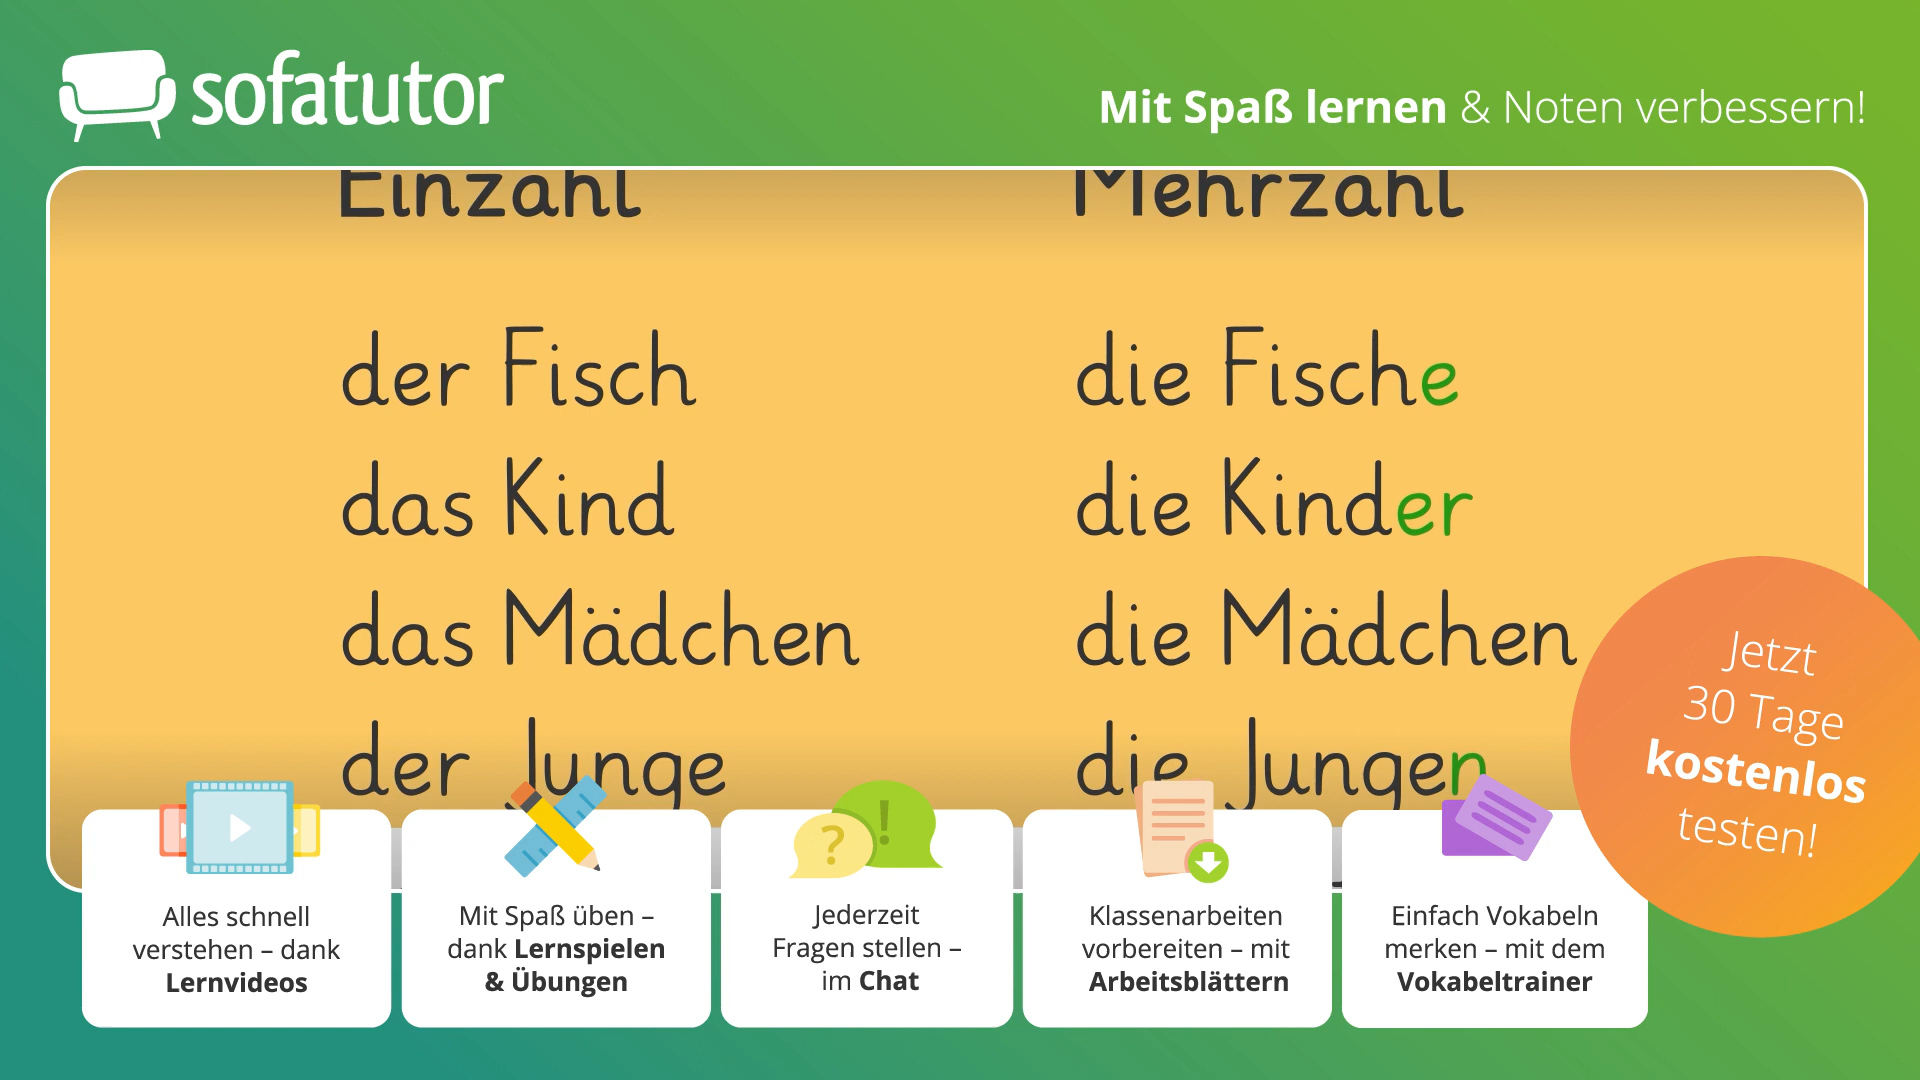 sofatutor
Mit Spaß lernen & Noten verbessern!
Einzahl Mehrzahl
der Fisch die Fische
das Kind die Kinder
das Mädchen die Mädchen
der Junge die Jungen
Jetzt
30 Tage
kostenlos
testen!
Alles schnell
verstehen – dank
Lernvideos
Mit Spaß üben –
dank Lernspielen
& Übungen
? !
Jederzeit
Fragen stellen –
im Chat
Klassenarbeiten
vorbereiten – mit
Arbeitsblättern
Einfach Vokabeln
merken – mit dem
Vokabeltrainer